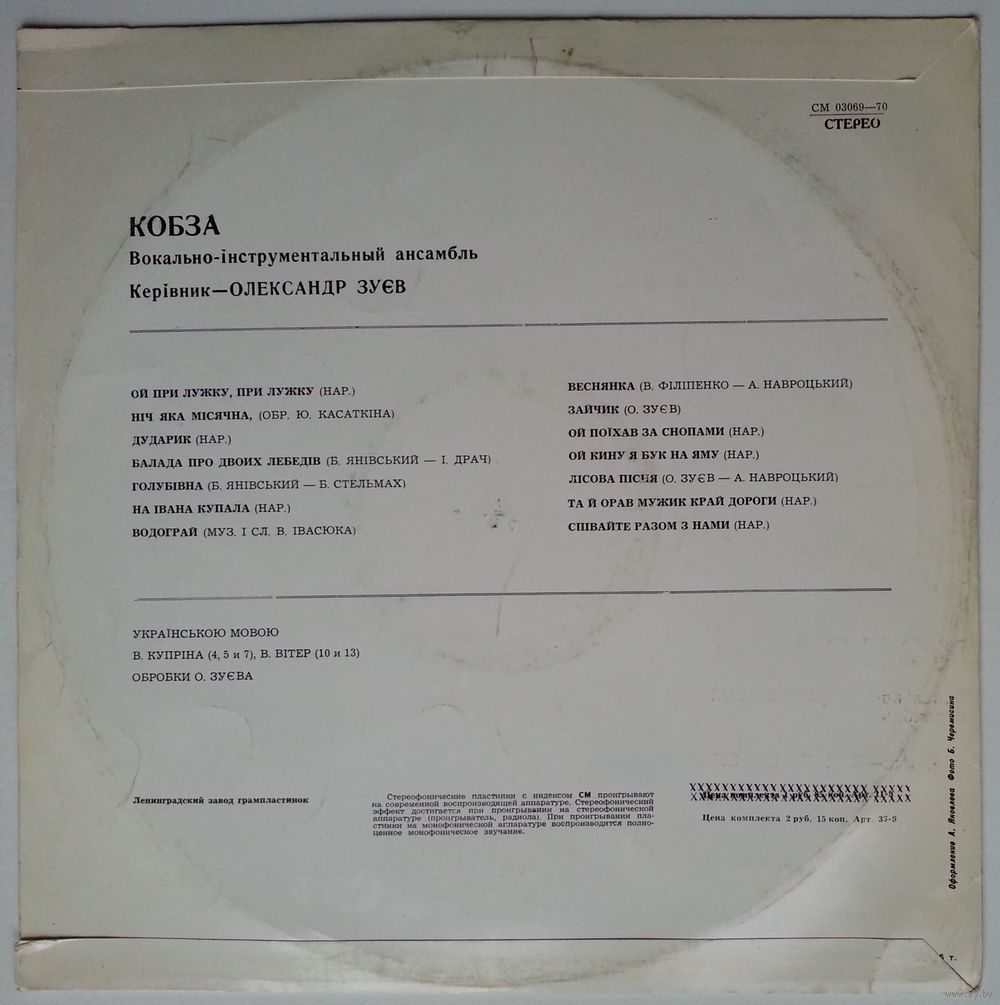 СМ 03069—70
СТЕРЕО
КОБЗА
Вокально-інструментальный ансамбль
Керівник—ОЛЕКСАНДР ЗУЄВ
ОЙ ПРИ ЛУЖКУ, ПРИ ЛУЖКУ (НАР.)
НІЧ ЯКА МІСЯЧНА, (ОБР. Ю. КАСАТКІНА)
ДУДАРИК (НАР.)
БАЛАДА ПРО ДВОИХ ЛЕБЕДІВ (Б. ЯНІВСЬКИЙ — І. ДРАЧ)
ГОЛУБІВНА (Б. ЯНІВСЬКИЙ — Б. СТЕЛЬМАХ)
НА ІВАНА КУПАЛА (НАР.)
ВОДОГРАЙ (МУЗ. І СЛ. В. ІВАСЮКА)
ВЕСНЯНКА (В. ФІЛІПЕНКО — А. НАВРОЦЬКИЙ)
ЗАЙЧИК (О. ЗУЄВ)
ОЙ ПОЇХАВ ЗА СНОПАМИ (НАР.)
ОЙ КИНУ Я БУК НА ЯМУ (НАР.)
ЛІСОВА ПІСНЯ (О. ЗУЄВ — А. НАВРОЦЬКИЙ)
ТА Й ОРАВ МУЖИК КРАЙ ДОРОГИ (НАР.)
СПІВАЙТЕ РАЗОМ З НАМИ (НАР.)
УКРАЇНСЬКОЮ МОВОЮ
В. КУПРІНА (4, 5 и 7), В. ВІТЕР (10 и 13)
ОБРОБКИ О. ЗУЄВА
Ленинградский завод грампластинок
Стереофонические пластинки с индексом СМ проигрывают
на современной воспроизводящей аппаратуре. Стереофонический
эффект достигается при проигрывании на стереофонической
аппаратуре (проигрыватель, радиола). При проигрывании пла-
стинки на монофонической аппаратуре воспроизводится полно-
ценное монофоническое звучание.
Цена комплекта 2 руб. 15 коп. Арт. 35-9
Оформление А. Яковлева Фото Б. Черемисина
www.ay.by